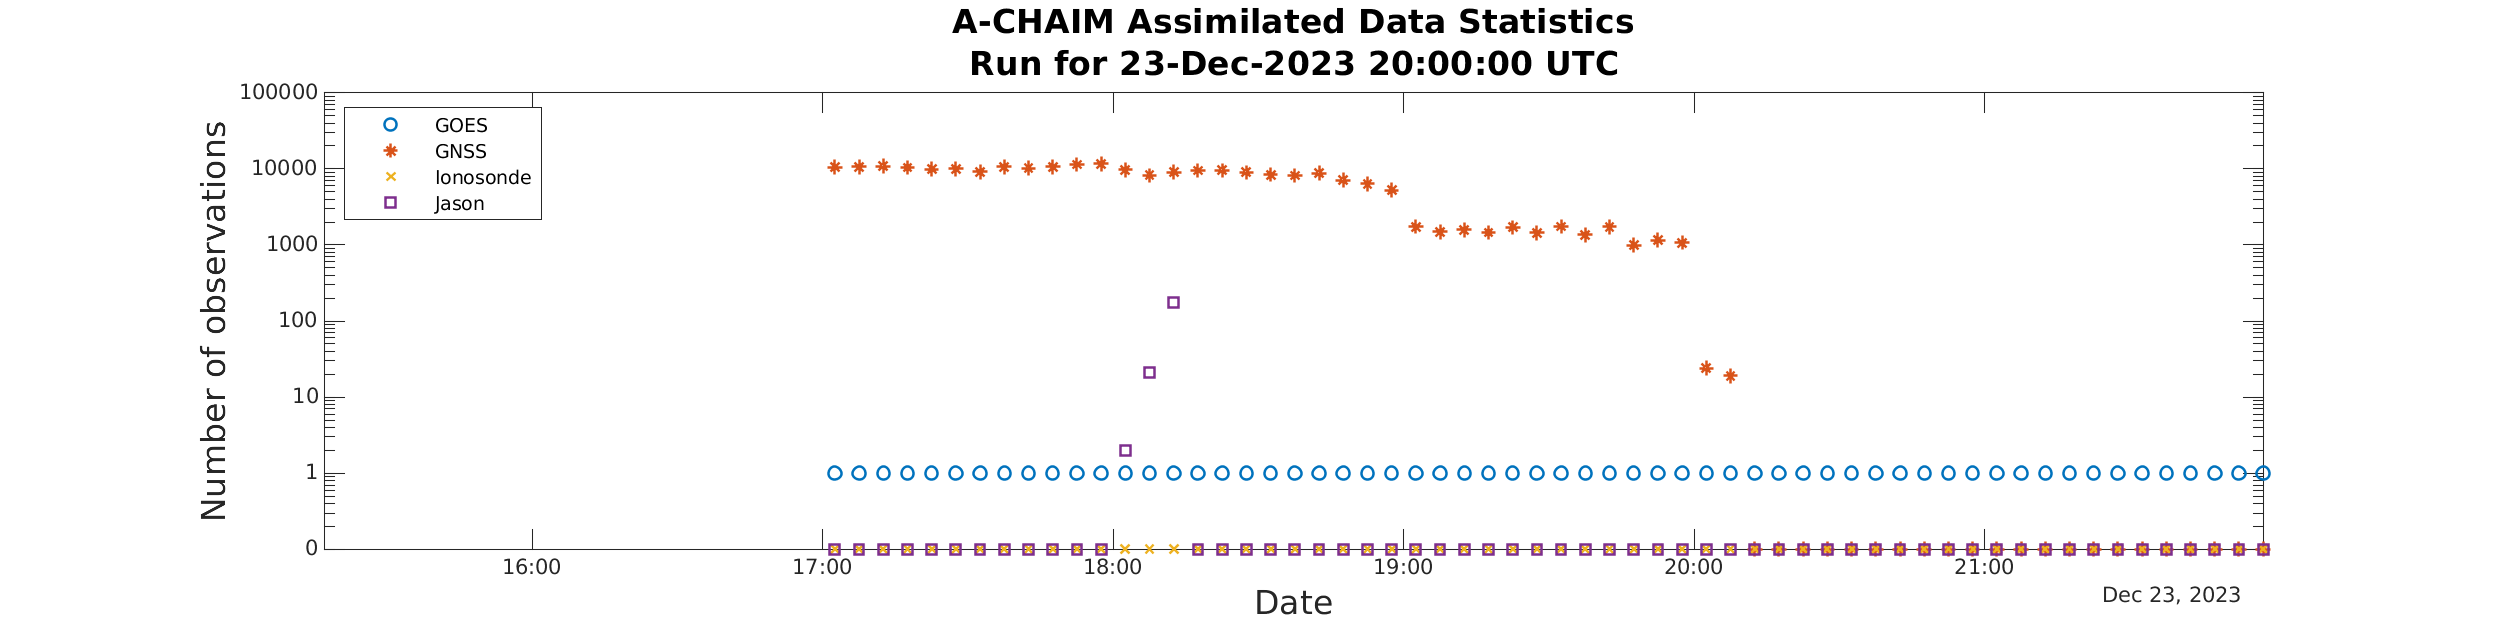 A-CHAIM Assimilated Data Statistics
Run for 23-Dec-2023 20:00:00 UTC
Number of observations
100000
10000
1000
100
10
1
0
GOES
GNSS
Ionosonde
Jason
16:00 17:00 18:00 19:00 20:00 21:00
Date
Dec 23, 2023